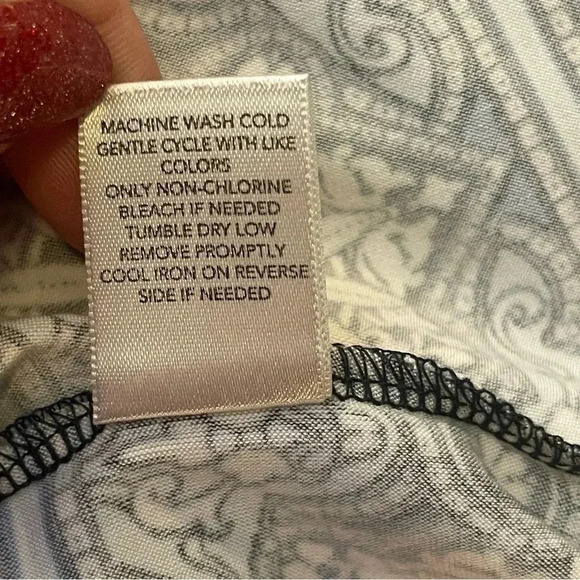 MACHINE WASH COLD
GENTLE CYCLE WITH LIKE
COLORS
ONLY NON-CHLORINE
BLEACH IF NEEDED
TUMBLE DRY LOW
REMOVE PROMPTLY
COOL IRON ON REVERSE
SIDE IF NEEDED